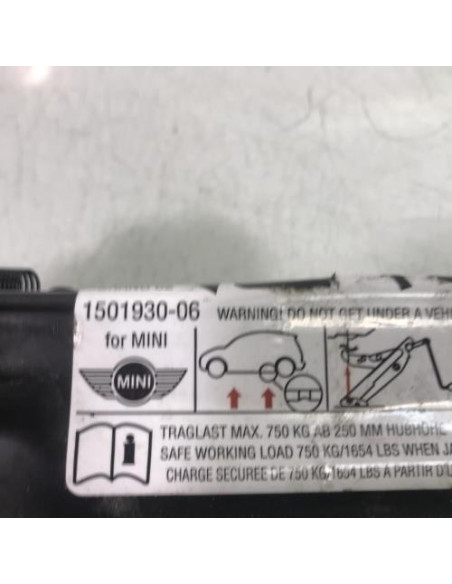 1501930-06 WARNING! DO NOT GET UNDER A VEH
for MINI
MINI
TRAGLAST MAX. 750 KG AB 250 MM HUBHÖHE
SAFE WORKING LOAD 750 KG/1654 LBS WHEN JA
CHARGE SECUREE DE 750 KG/1654 LBS A PARTIR D'U